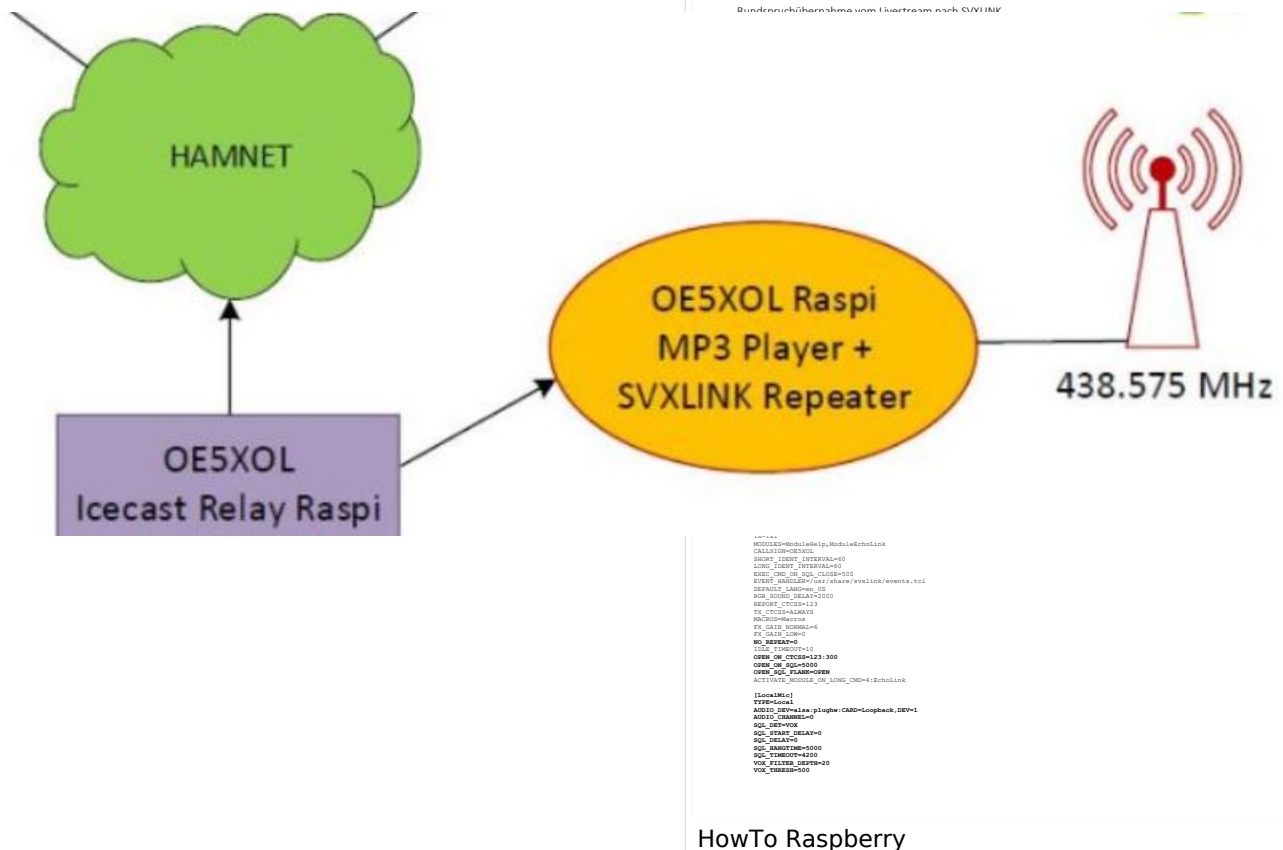 Rundspruchübernahme vom Livestream nach SVXLINK
HAMNET
OE5XOL Raspi
MP3 Player +
SVXLINK Repeater
438.575 MHz
OE5XOL
Icecast Relay Raspi
MODULES=ModuleHelp,ModuleEchoLink
CALLSIGN=OE5XOL
SHORT_IDENT_INTERVAL=60
LONG_IDENT_INTERVAL=60
EXEC_CMD_ON_SQL_CLOSE=500
EVENT_HANDLER=/usr/share/svxlink/events.tcl
DEFAULT_LANG=en_US
RGR_SOUND_DELAY=2000
REPORT_CTCSS=123
TX_CTCSS=ALWAYS
MACROS=Macros
FX_GAIN_NORMAL=6
FX_GAIN_LOW=0
NO_REPEAT=0
IDLE_TIMEOUT=10
OPEN_ON_CTCSS=123:300
OPEN_ON_SQL=5000
OPEN_SQL_FLANK=OPEN
ACTIVATE_MODULE_ON_LONG_CMD=4:EchoLink
[LocalMic]
TYPE=Local
AUDIO_DEV=alsa:plughw:CARD=Loopback,DEV=1
AUDIO_CHANNEL=0
SQL_DET=VOX
SQL_START_DELAY=0
SQL_DELAY=0
SQL_HANGTIME=5000
SQL_TIMEOUT=4200
VOX_FILTER_DEPTH=20
VOX_THRESH=500
HowTo Raspberry